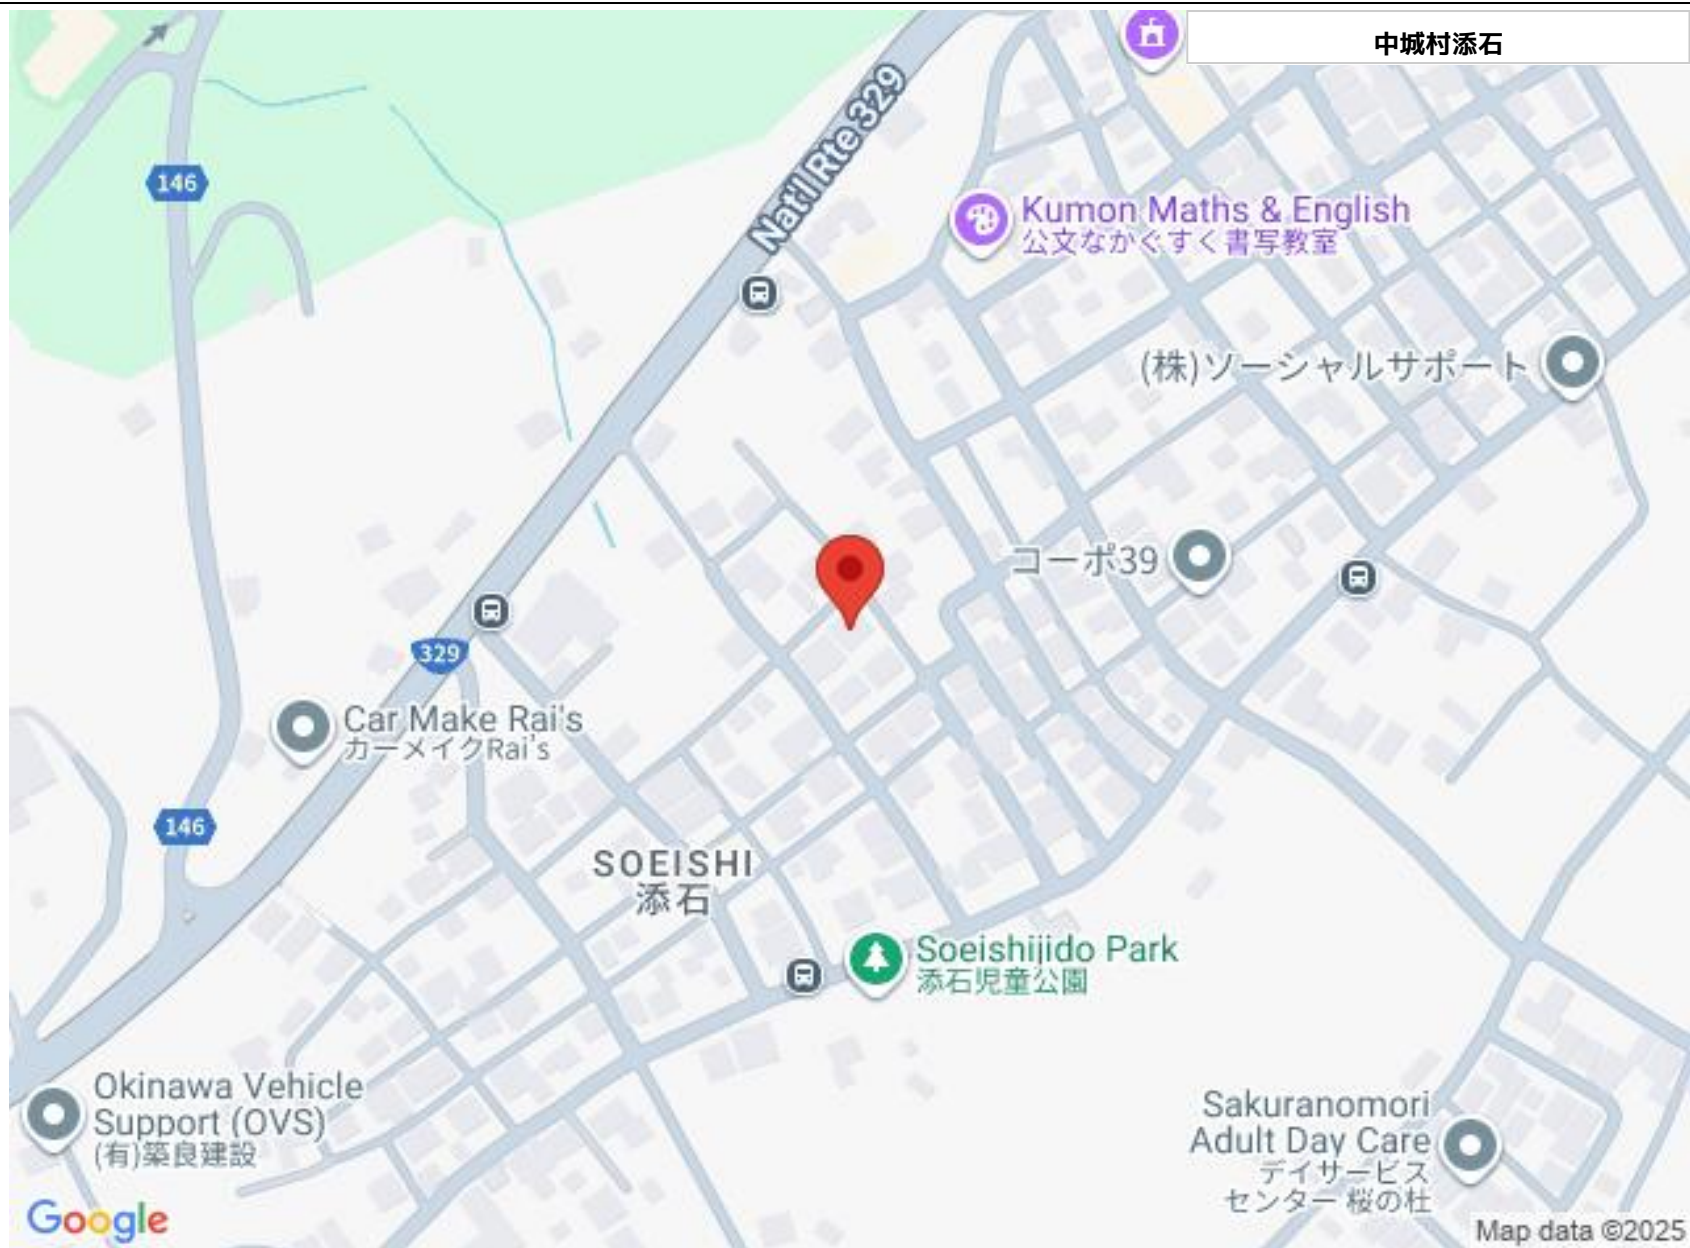 中城村添石
Nat'l Rte 329
146
Kumon Maths & English
公文なかぐすく書写教室
(株)ソーシャルサポート
コーポ39
329
Car Make Rai's
カーメイクRai's
146
SOEISHI
添石
Soeishijido Park
添石児童公園
Okinawa Vehicle
Support (OVS)
(有)築良建設
Sakuranomori
Adult Day Care
デイサービス
センター 桜の杜
Google
Map data ©2025